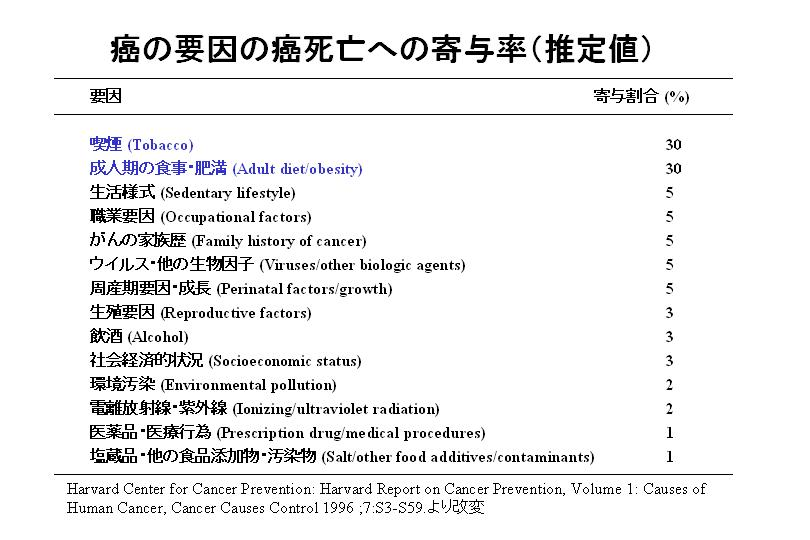 癌の要因の癌死亡への寄与率(推定値)
要因 寄与割合 (%)
喫煙 (Tobacco) 30
成人期の食事・肥満 (Adult diet/obesity) 30
生活様式 (Sedentary lifestyle) 5
職業要因 (Occupational factors) 5
がんの家族歴 (Family history of cancer) 5
ウイルス・他の生物因子 (Viruses/other biologic agents) 5
周産期要因・成長 (Perinatal factors/growth) 5
生殖要因 (Reproductive factors) 3
飲酒 (Alcohol) 3
社会経済的状況 (Socioeconomic status) 3
環境汚染 (Environmental pollution) 2
電離放射線・紫外線 (Ionizing/ultraviolet radiation) 2
医薬品・医療行為 (Prescription drug/medical procedures) 1
塩蔵品・他の食品添加物・汚染物 (Salt/other food additives/contaminants) 1
Harvard Center for Cancer Prevention: Harvard Report on Cancer Prevention, Volume 1: Causes of
Human Cancer, Cancer Causes Control 1996 ;7:S3-S59.より改変